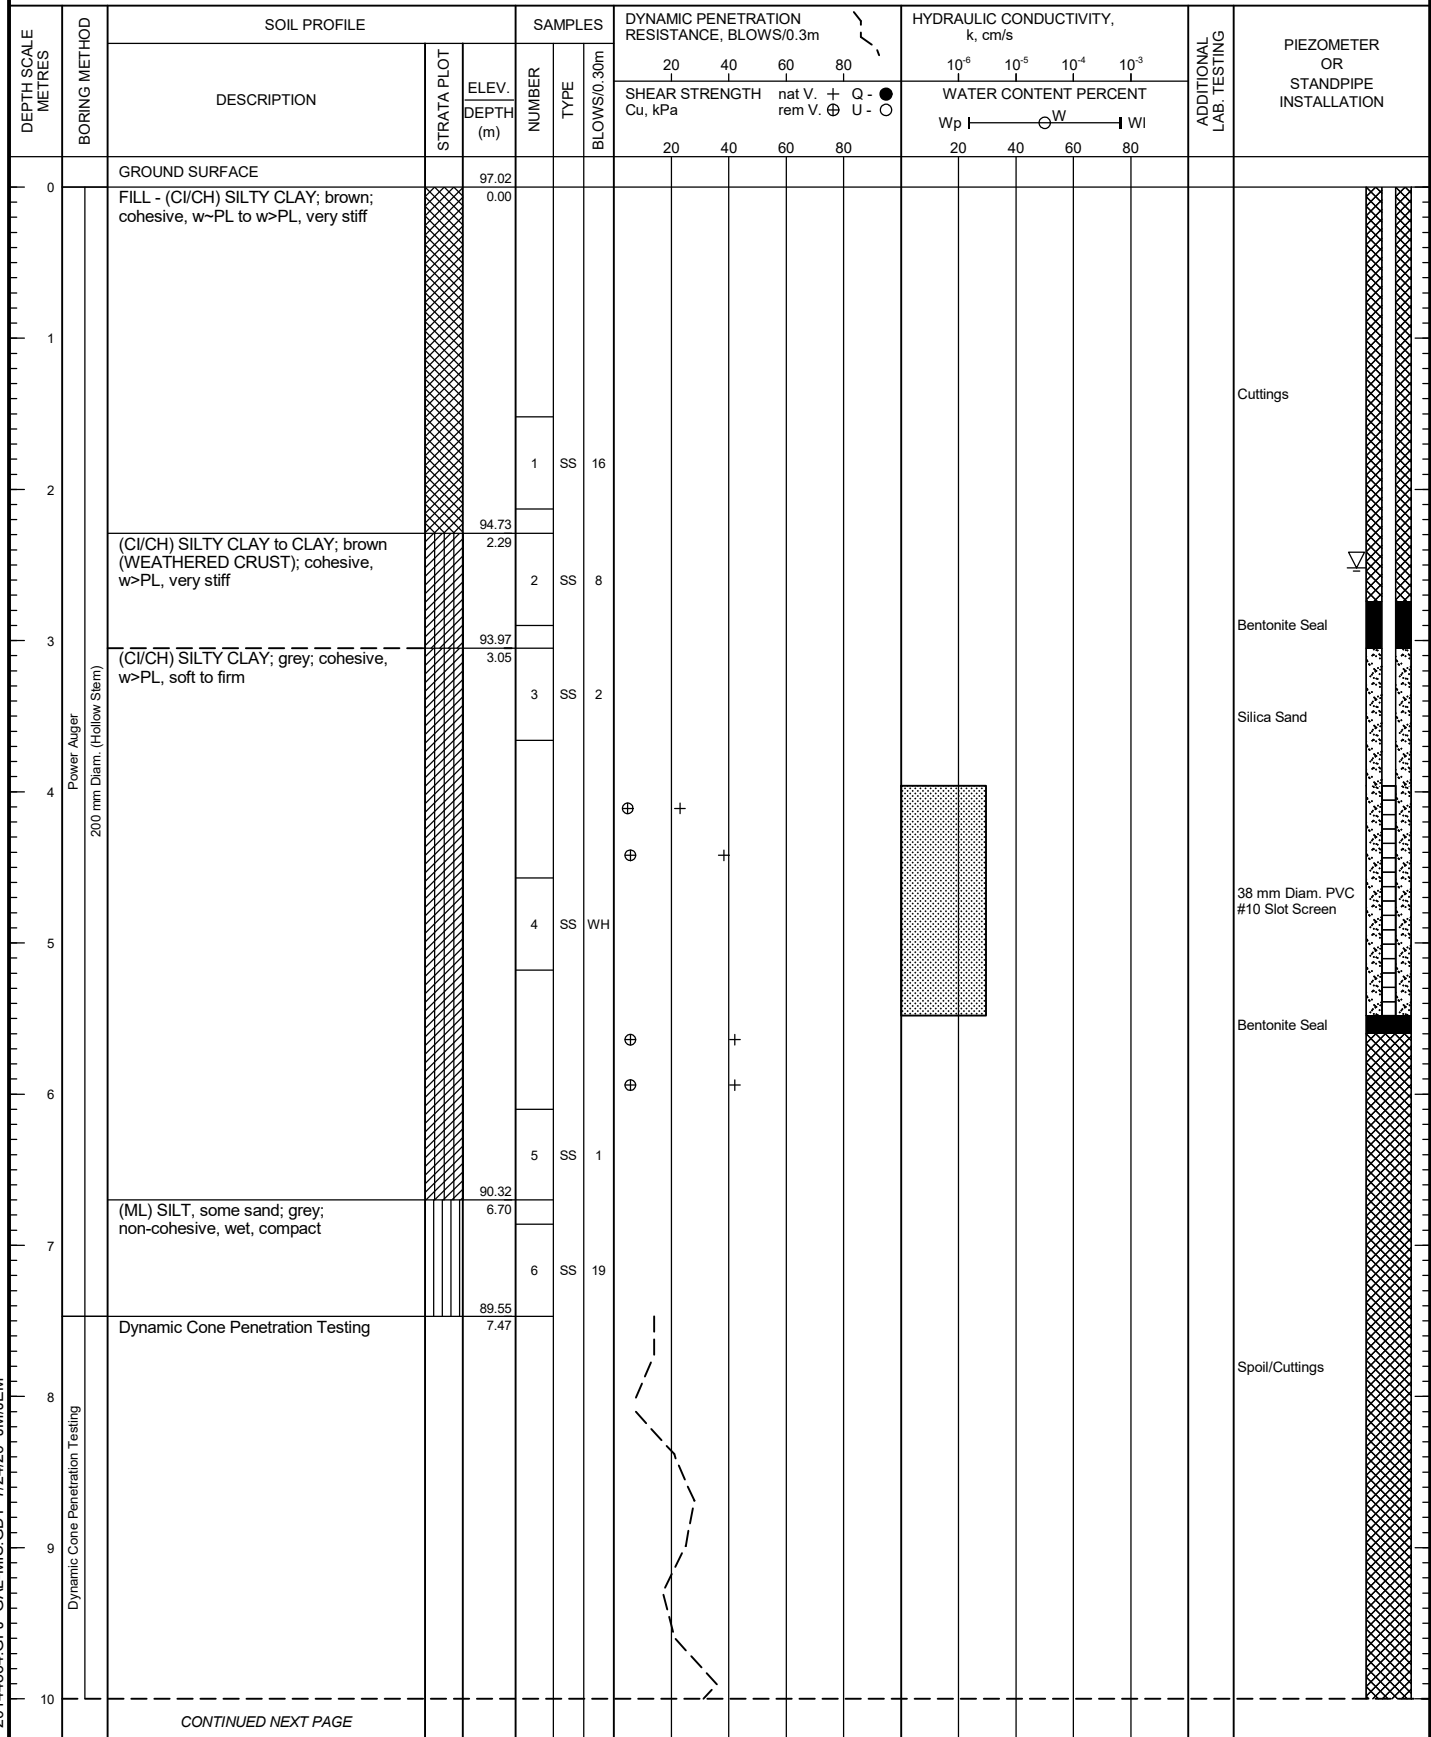 DEPTH SCALE
METRES
BORING METHOD
SOIL PROFILE
DESCRIPTION
STRATA PLOT
ELEV.
DEPTH
(m)
SAMPLES
NUMBER
TYPE
BLOWS/0.30m
DYNAMIC PENETRATION
RESISTANCE, BLOWS/0.3m
20 40 60 80
SHEAR STRENGTH nat V. + Q - ●
Cu, kPa rem V. ⊕ U - ○
20 40 60 80
HYDRAULIC CONDUCTIVITY,
k, cm/s
10⁻⁶ 10⁻⁵ 10⁻⁴ 10⁻³
WATER CONTENT PERCENT
Wp W Wl
20 40 60 80
ADDITIONAL
LAB. TESTING
PIEZOMETER
OR
STANDPIPE
INSTALLATION
GROUND SURFACE 97.02
0
FILL - (CI/CH) SILTY CLAY; brown; 0.00
cohesive, w~PL to w>PL, very stiff
1
Cuttings
1 SS 16
2
94.73
(CI/CH) SILTY CLAY to CLAY; brown 2.29
(WEATHERED CRUST); cohesive,
w>PL, very stiff
2 SS 8
Bentonite Seal
3
93.97
(CI/CH) SILTY CLAY; grey; cohesive, 3.05
w>PL, soft to firm
3 SS 2
Silica Sand
Power Auger
200 mm Diam. (Hollow Stem)
4
38 mm Diam. PVC
#10 Slot Screen
4 SS WH
5
Bentonite Seal
6
5 SS 1
90.32
(ML) SILT, some sand; grey; 6.70
non-cohesive, wet, compact
7
6 SS 19
89.55
Dynamic Cone Penetration Testing 7.47
Spoil/Cuttings
8
Dynamic Cone Penetration Testing
9
10
CONTINUED NEXT PAGE